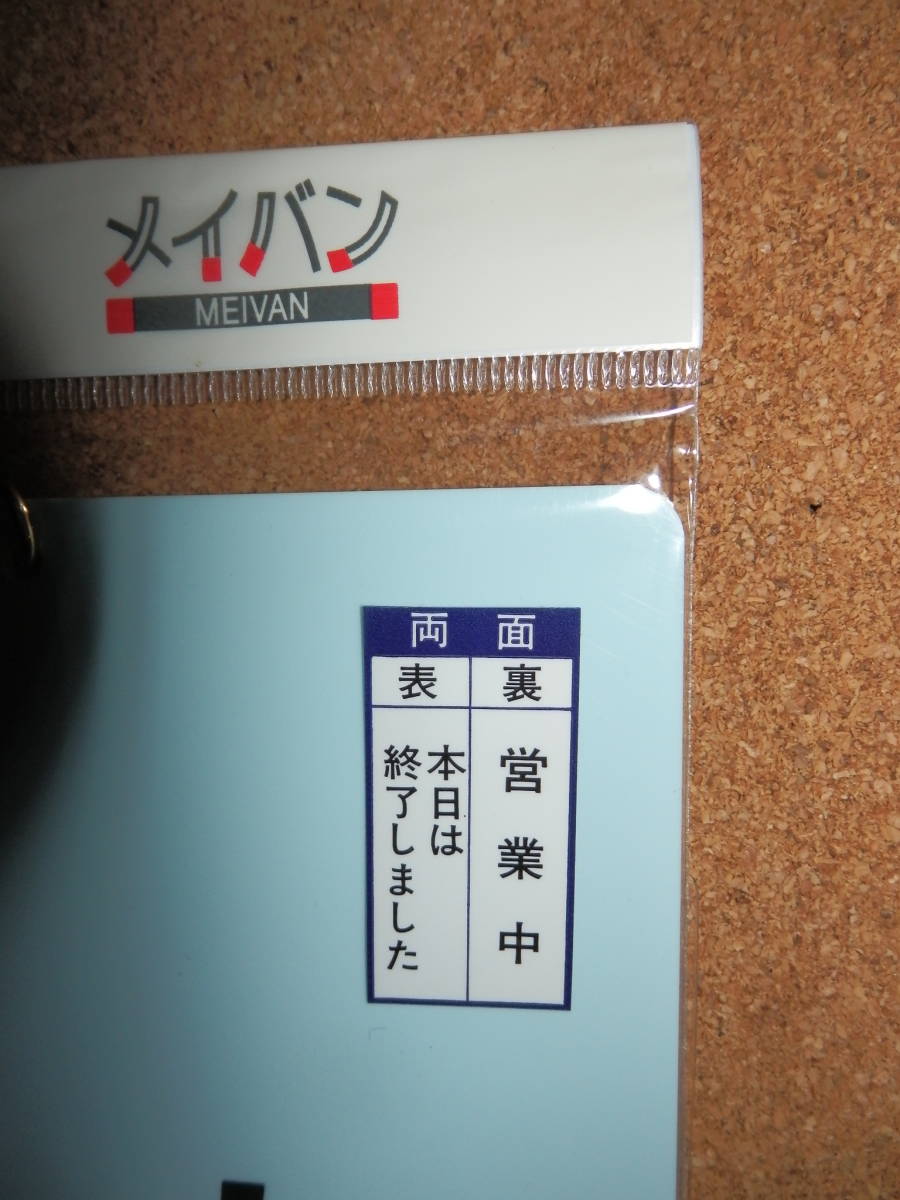 メイバン
MEIVAN
両面
表
裏
本日は
終了しました
営業中